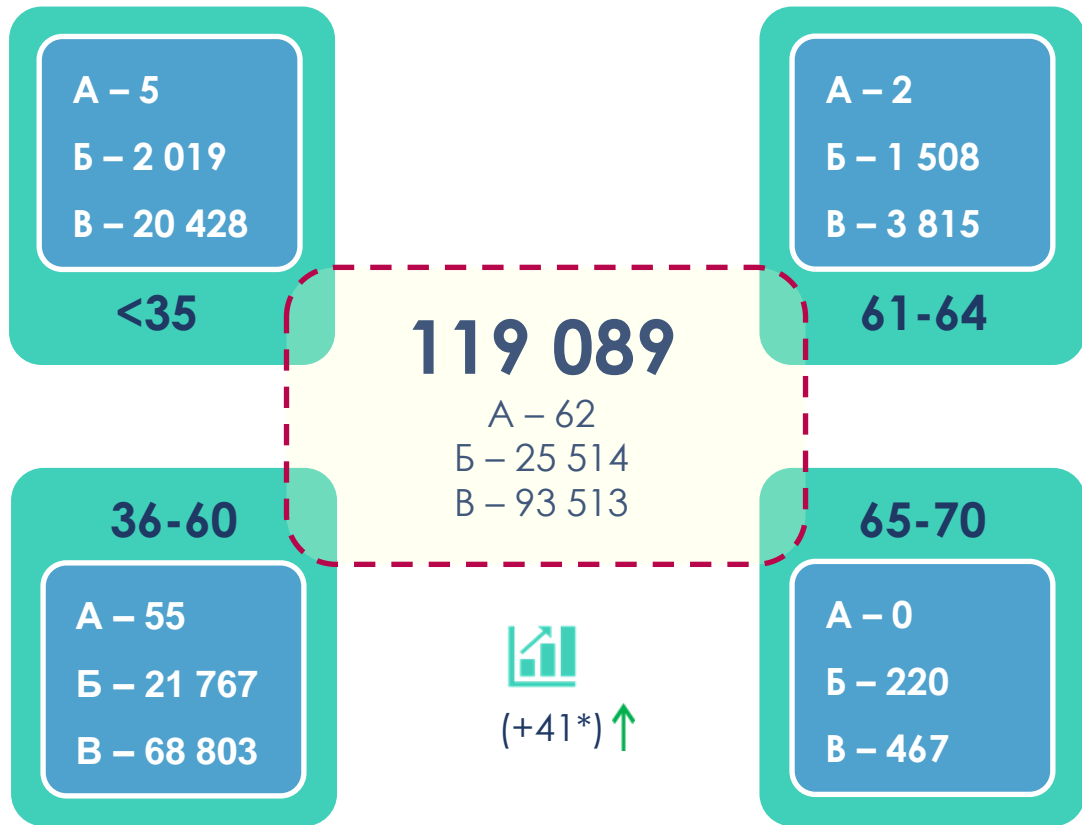 А – 5
Б – 2 019
В – 20 428
<35
А – 2
Б – 1 508
В – 3 815
61-64
119 089
А – 62
Б – 25 514
В – 93 513
36-60
А – 55
Б – 21 767
В – 68 803
65-70
А – 0
Б – 220
В – 467
(+41*)